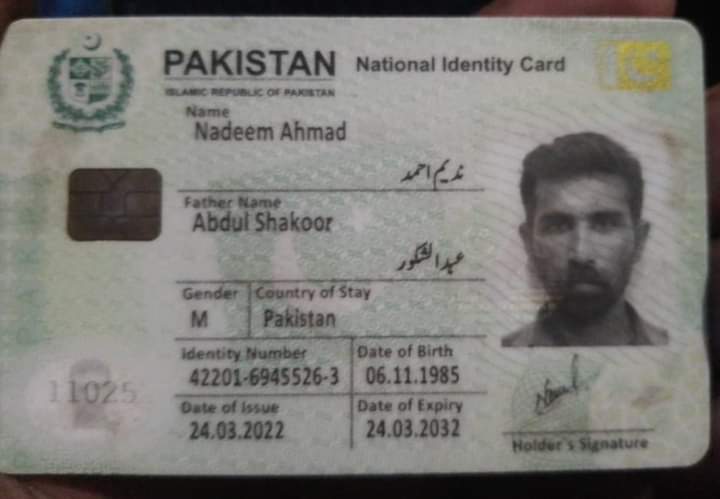 PAKISTAN National Identity Card
ISLAMIC REPUBLIC OF PAKISTAN
Name
Nadeem Ahmad
ندیم احمد
Father Name
Abdul Shakoor
عبدالشکور
Gender Country of Stay
M Pakistan
Identity Number Date of Birth
42201-6945526-3 06.11.1985
11025
Date of Issue Date of Expiry
24.03.2022 24.03.2032
Holder's Signature